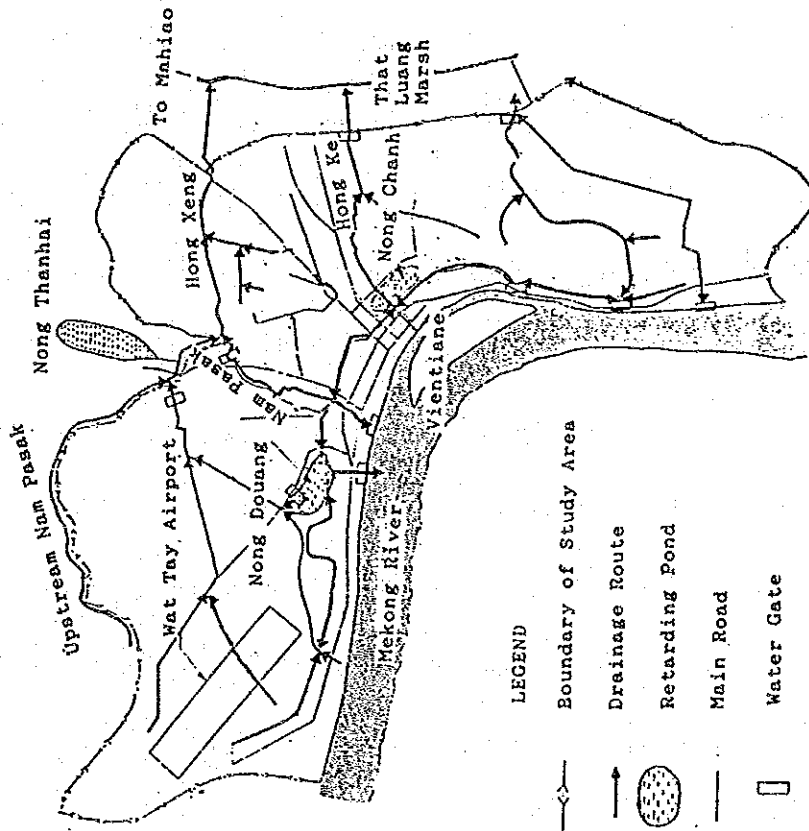 Upstream Nam Pasak
Nong Thanhai
To Mahiao
Wat Tay Airport
Nam Pasak
Hong Xeng
Nong Douang
Hong Ke
That
Luang
Marsh
Nong Chanh
Vientiane
Mekong River
LEGEND
Boundary of Study Area
Drainage Route
Retarding Pond
Main Road
Water Gate